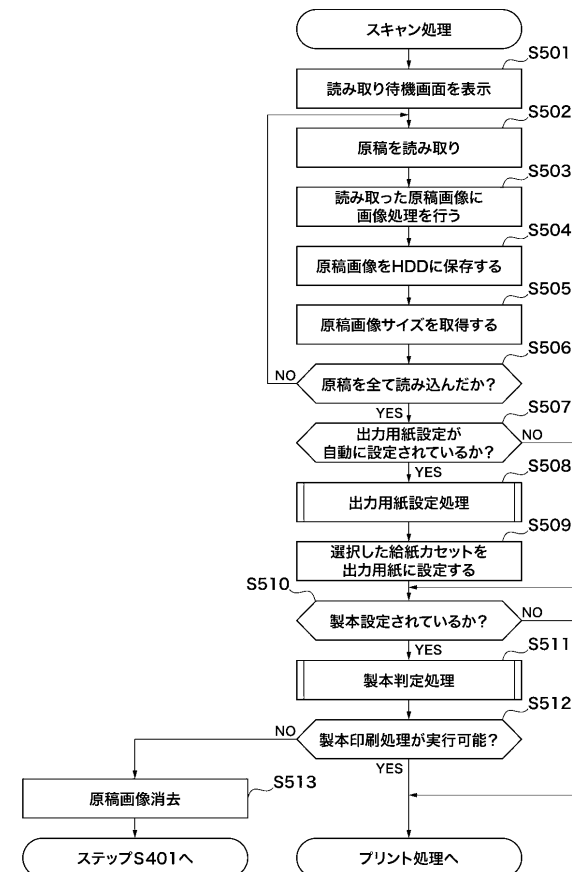 スキャン処理
S501
読み取り待機画面を表示
S502
原稿を読み取り
S503
読み取った原稿画像に
画像処理を行う
S504
原稿画像をHDDに保存する
S505
原稿画像サイズを取得する
S506
原稿を全て読み込んだか?
NO
YES
S507
出力用紙設定が
自動に設定されているか?
NO
YES
S508
出力用紙設定処理
S509
選択した給紙カセットを
出力用紙に設定する
S510
製本設定されているか?
NO
YES
S511
製本判定処理
S512
製本印刷処理が実行可能?
NO
YES
S513
原稿画像消去
ステップS401へ
プリント処理へ